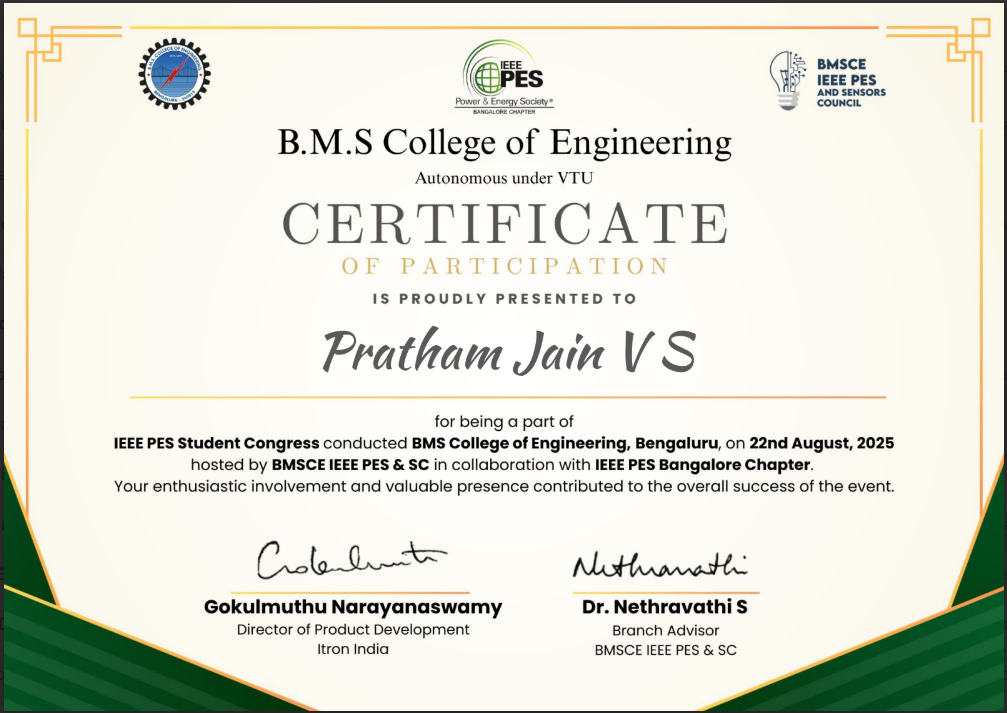 B.M.S. COLLEGE OF ENGINEERING
BENGALURU
IEEE
PES
Power & Energy Society®
BANGALORE CHAPTER
BMSCE
IEEE PES
AND SENSORS
COUNCIL
B.M.S College of Engineering
Autonomous under VTU
CERTIFICATE
OF PARTICIPATION
IS PROUDLY PRESENTED TO
Pratham Jain V S
for being a part of
IEEE PES Student Congress conducted BMS College of Engineering, Bengaluru, on 22nd August, 2025
hosted by BMSCE IEEE PES & SC in collaboration with IEEE PES Bangalore Chapter.
Your enthusiastic involvement and valuable presence contributed to the overall success of the event.
Nethravathi
Gokulmuthu Narayanaswamy
Director of Product Development
Itron India
Dr. Nethravathi S
Branch Advisor
BMSCE IEEE PES & SC